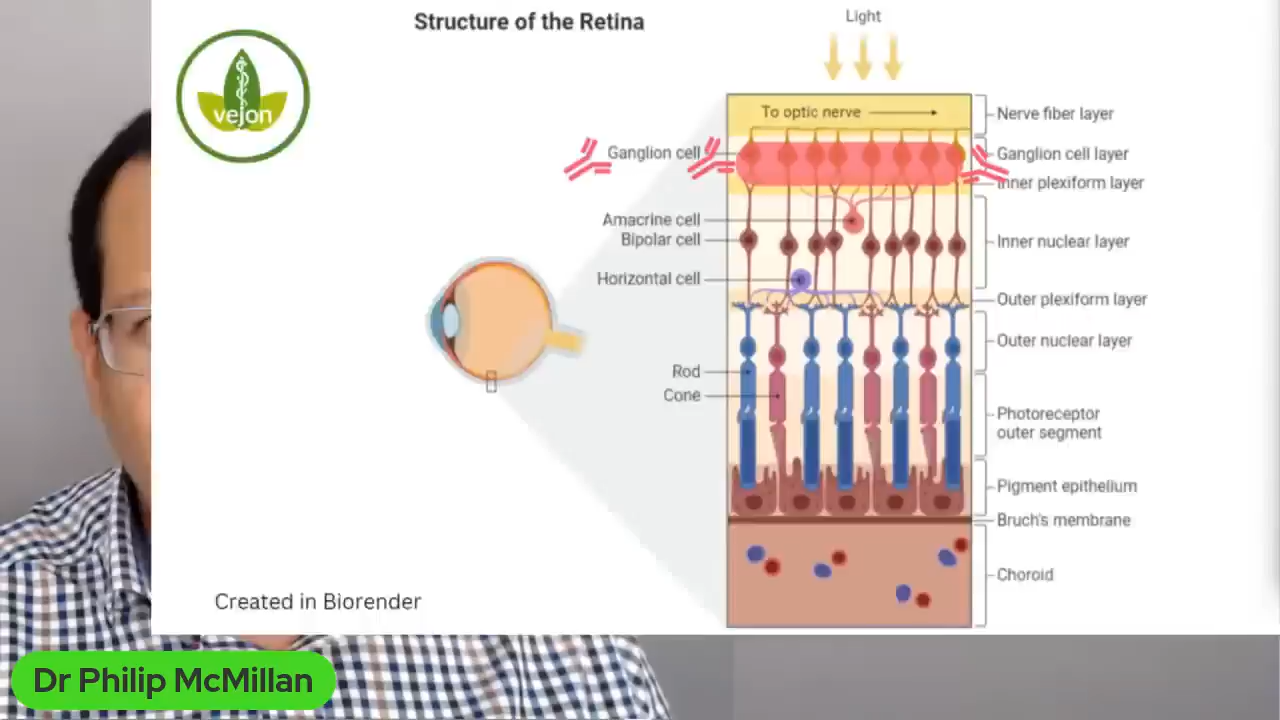 Structure of the Retina
Light
vejon
To optic nerve
Nerve fiber layer
Ganglion cell
Ganglion cell layer
Inner plexiform layer
Amacrine cell
Bipolar cell
Inner nuclear layer
Horizontal cell
Outer plexiform layer
Outer nuclear layer
Rod
Cone
Photoreceptor
outer segment
Pigment epithelium
Bruch's membrane
Choroid
Created in Biorender
Dr Philip McMillan